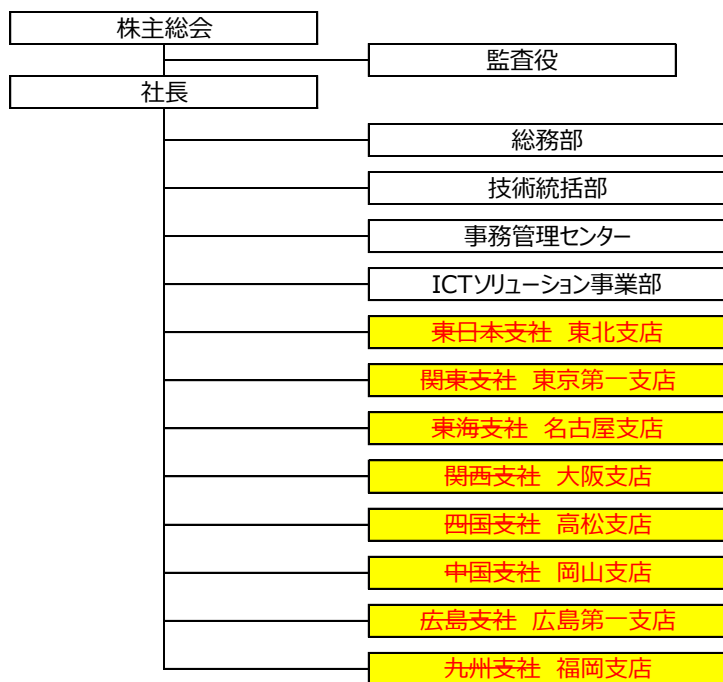 株主総会
監査役
社長
総務部
技術統括部
事務管理センター
ICTソリューション事業部
東日本支社 東北支店
関東支社 東京第一支店
東海支社 名古屋支店
関西支社 大阪支店
四国支社 高松支店
中国支社 岡山支店
広島支社 広島第一支店
九州支社 福岡支店